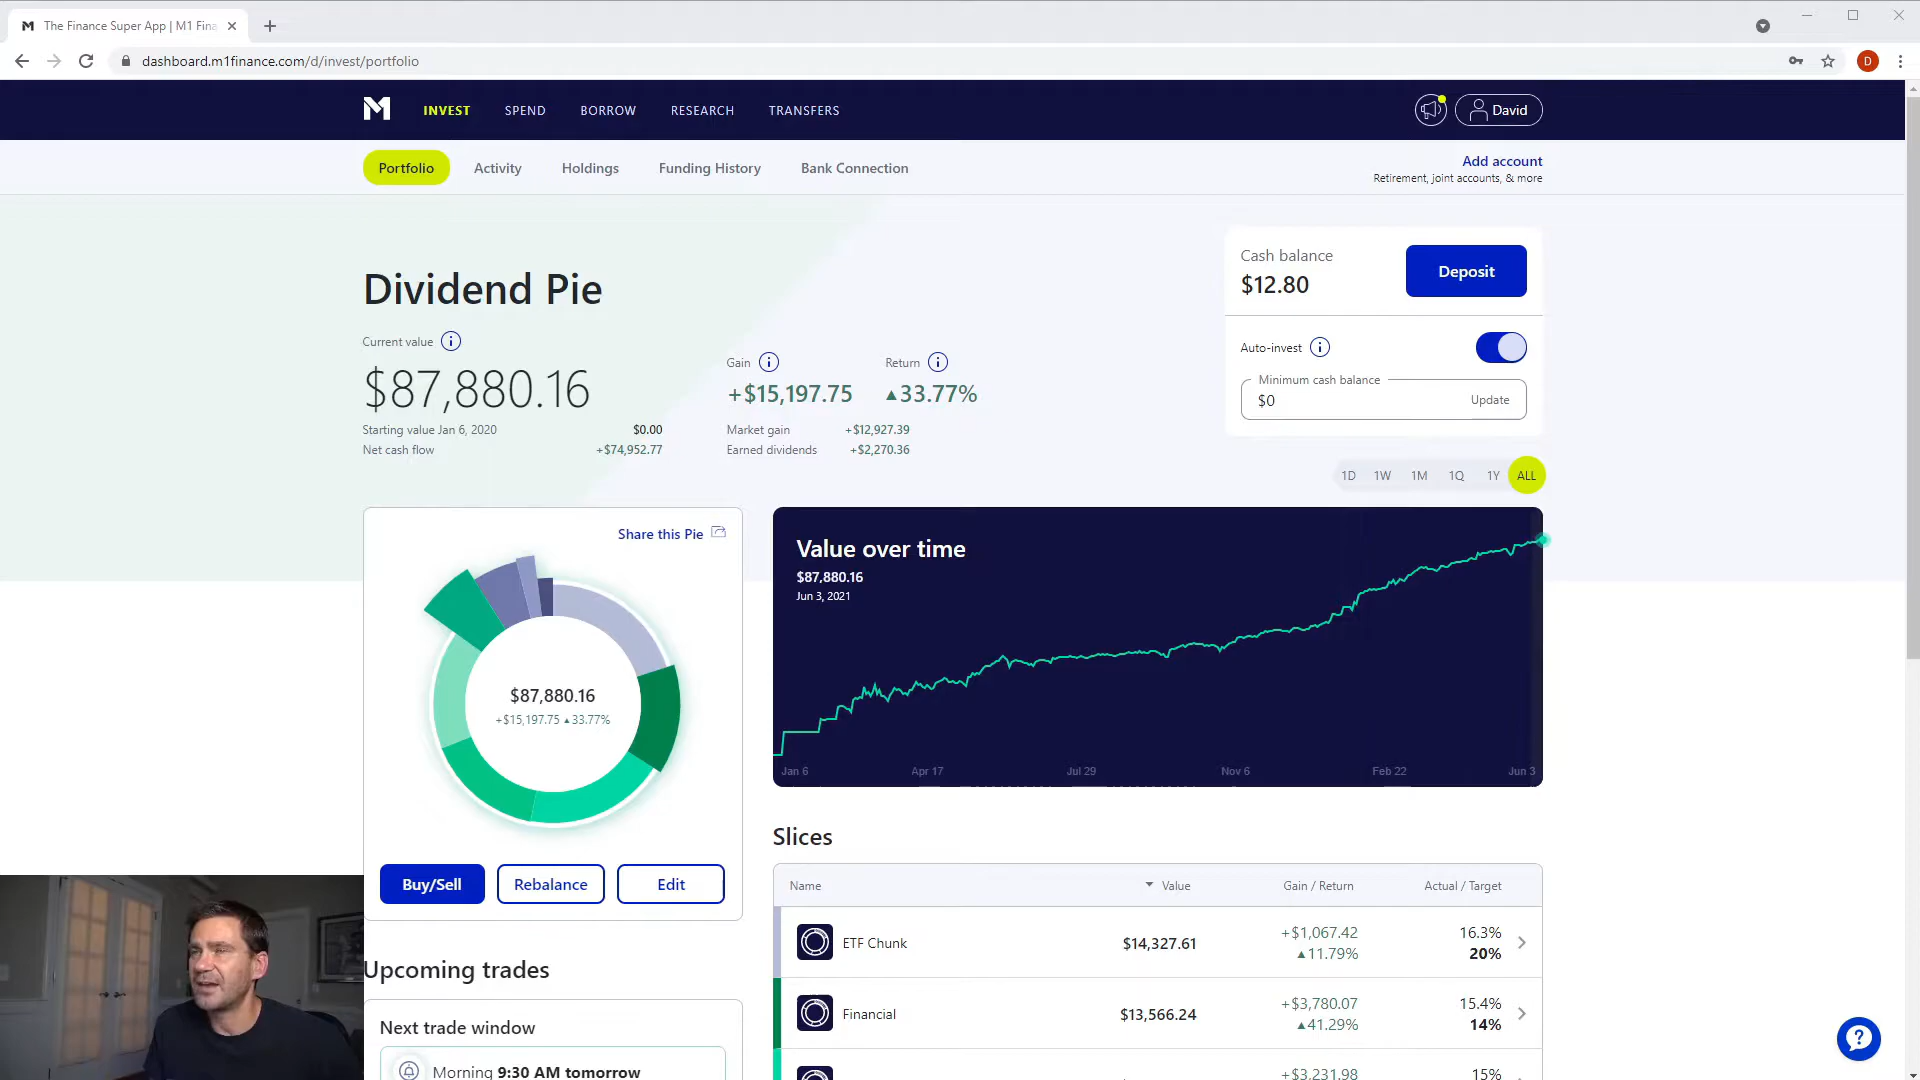 The Finance Super App | M1 Fina
dashboard.m1finance.com/d/invest/portfolio
D
INVEST
SPEND
BORROW
RESEARCH
TRANSFERS
David
Portfolio
Activity
Holdings
Funding History
Bank Connection
Add account
Retirement, joint accounts, & more
Dividend Pie
Current value
$87,880.16
Starting value Jan 6, 2020 $0.00
Net cash flow +$74,952.77
Gain
+$15,197.75
Return
▲33.77%
Market gain +$12,927.39
Earned dividends +$2,270.36
Cash balance
$12.80
Deposit
Auto-invest
Minimum cash balance
$0
Update
1D 1W 1M 1Q 1Y ALL
Share this Pie
$87,880.16
+$15,197.75 ▲33.77%
Buy/Sell
Rebalance
Edit
Value over time
$87,880.16
Jun 3, 2021
Jan 6 Apr 17 Jul 29 Nov 6 Feb 22 Jun 3
Upcoming trades
Next trade window
Morning 9:30 AM tomorrow
Slices
Name Value Gain / Return Actual / Target
ETF Chunk $14,327.61 +$1,067.42 16.3%
▲11.79% 20%
Financial $13,566.24 +$3,780.07 15.4%
▲41.29% 14%
+$3,231.98 15%